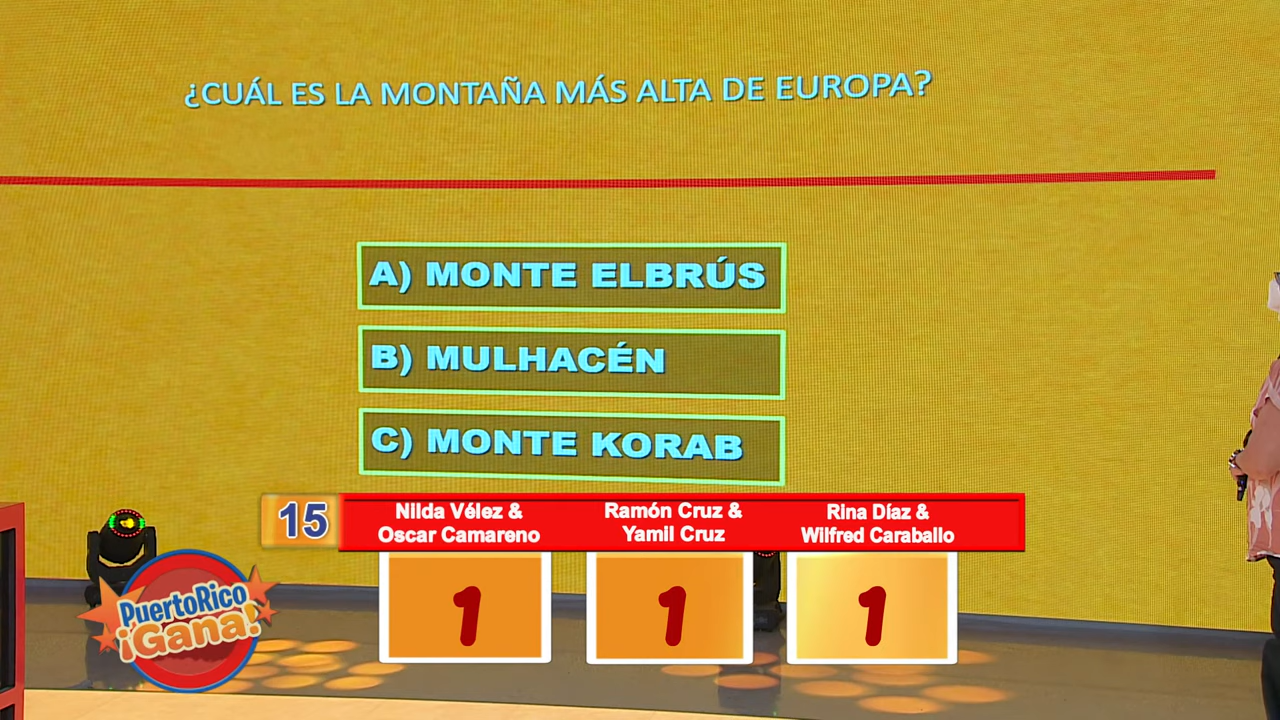 ¿CUÁL ES LA MONTAÑA MÁS ALTA DE EUROPA?
A) MONTE ELBRÚS
B) MULHACÉN
C) MONTE KORAB
15
Nilda Vélez &
Oscar Camareno
Ramón Cruz &
Yamil Cruz
Rina Díaz &
Wilfred Caraballo
1
1
1
PuertoRico
¡Gana!